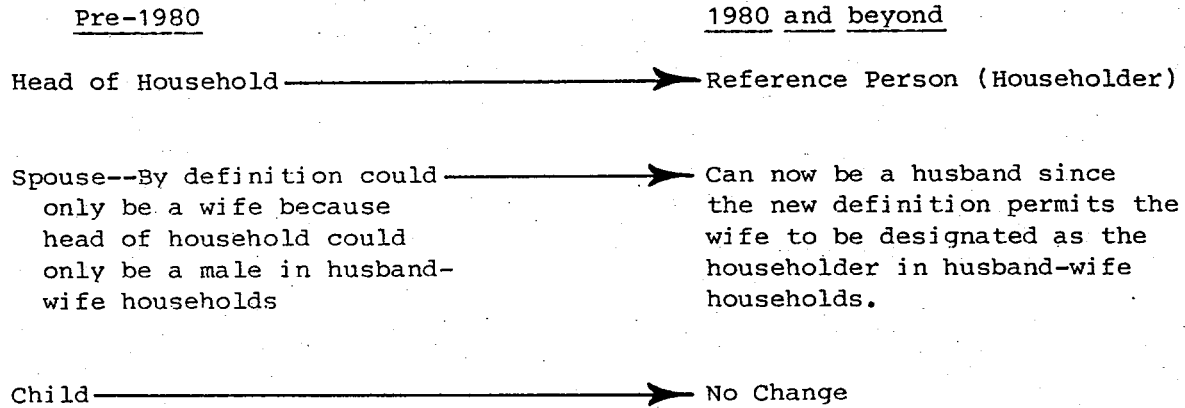 Pre-1980
1980 and beyond
Head of Household
Reference Person (Householder)
Spouse--By definition could
only be a wife because
head of household could
only be a male in husband-
wife households
Can now be a husband since
the new definition permits the
wife to be designated as the
householder in husband-wife
households.
Child
No Change